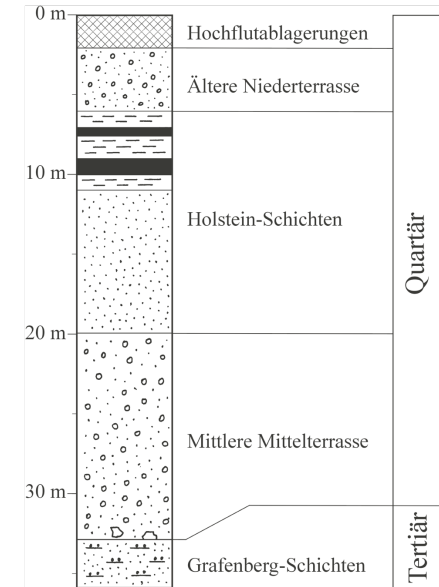 0 m
Hochflutablagerungen
Ältere Niederterrasse
10 m
Holstein-Schichten
Quartär
20 m
Mittlere Mittelterrasse
30 m
Grafenberg-Schichten
Tertiär